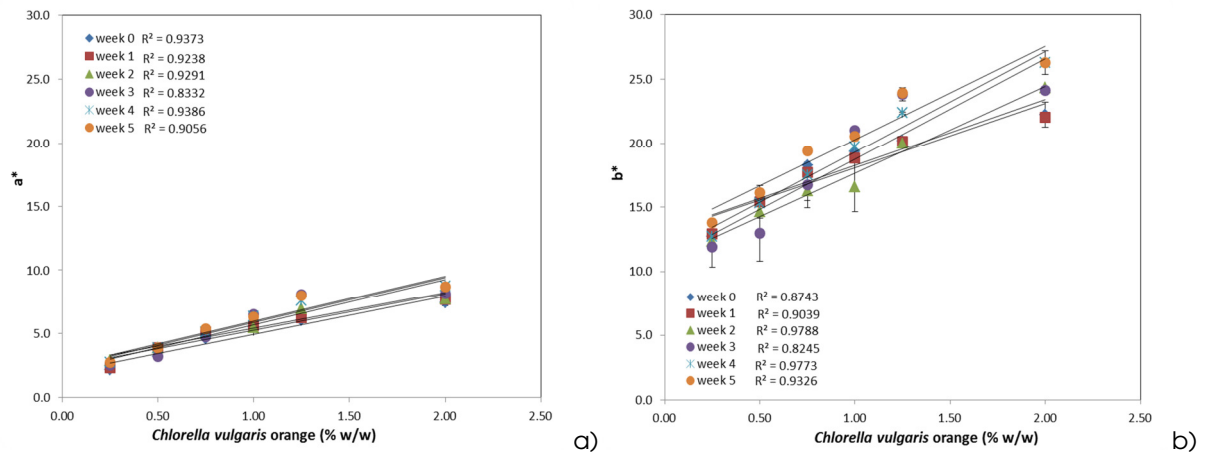 30.0
25.0
20.0
15.0
10.0
5.0
0.0
a*
week 0 R² = 0.9373
week 1 R² = 0.9238
week 2 R² = 0.9291
week 3 R² = 0.8332
week 4 R² = 0.9386
week 5 R² = 0.9056
0.00 0.50 1.00 1.50 2.00 2.50
Chlorella vulgaris orange (% w/w)
a)
30.0
25.0
20.0
15.0
10.0
5.0
0.0
b*
week 0 R² = 0.8743
week 1 R² = 0.9039
week 2 R² = 0.9788
week 3 R² = 0.8245
week 4 R² = 0.9773
week 5 R² = 0.9326
0.00 0.50 1.00 1.50 2.00 2.50
Chlorella vulgaris orange (% w/w)
b)